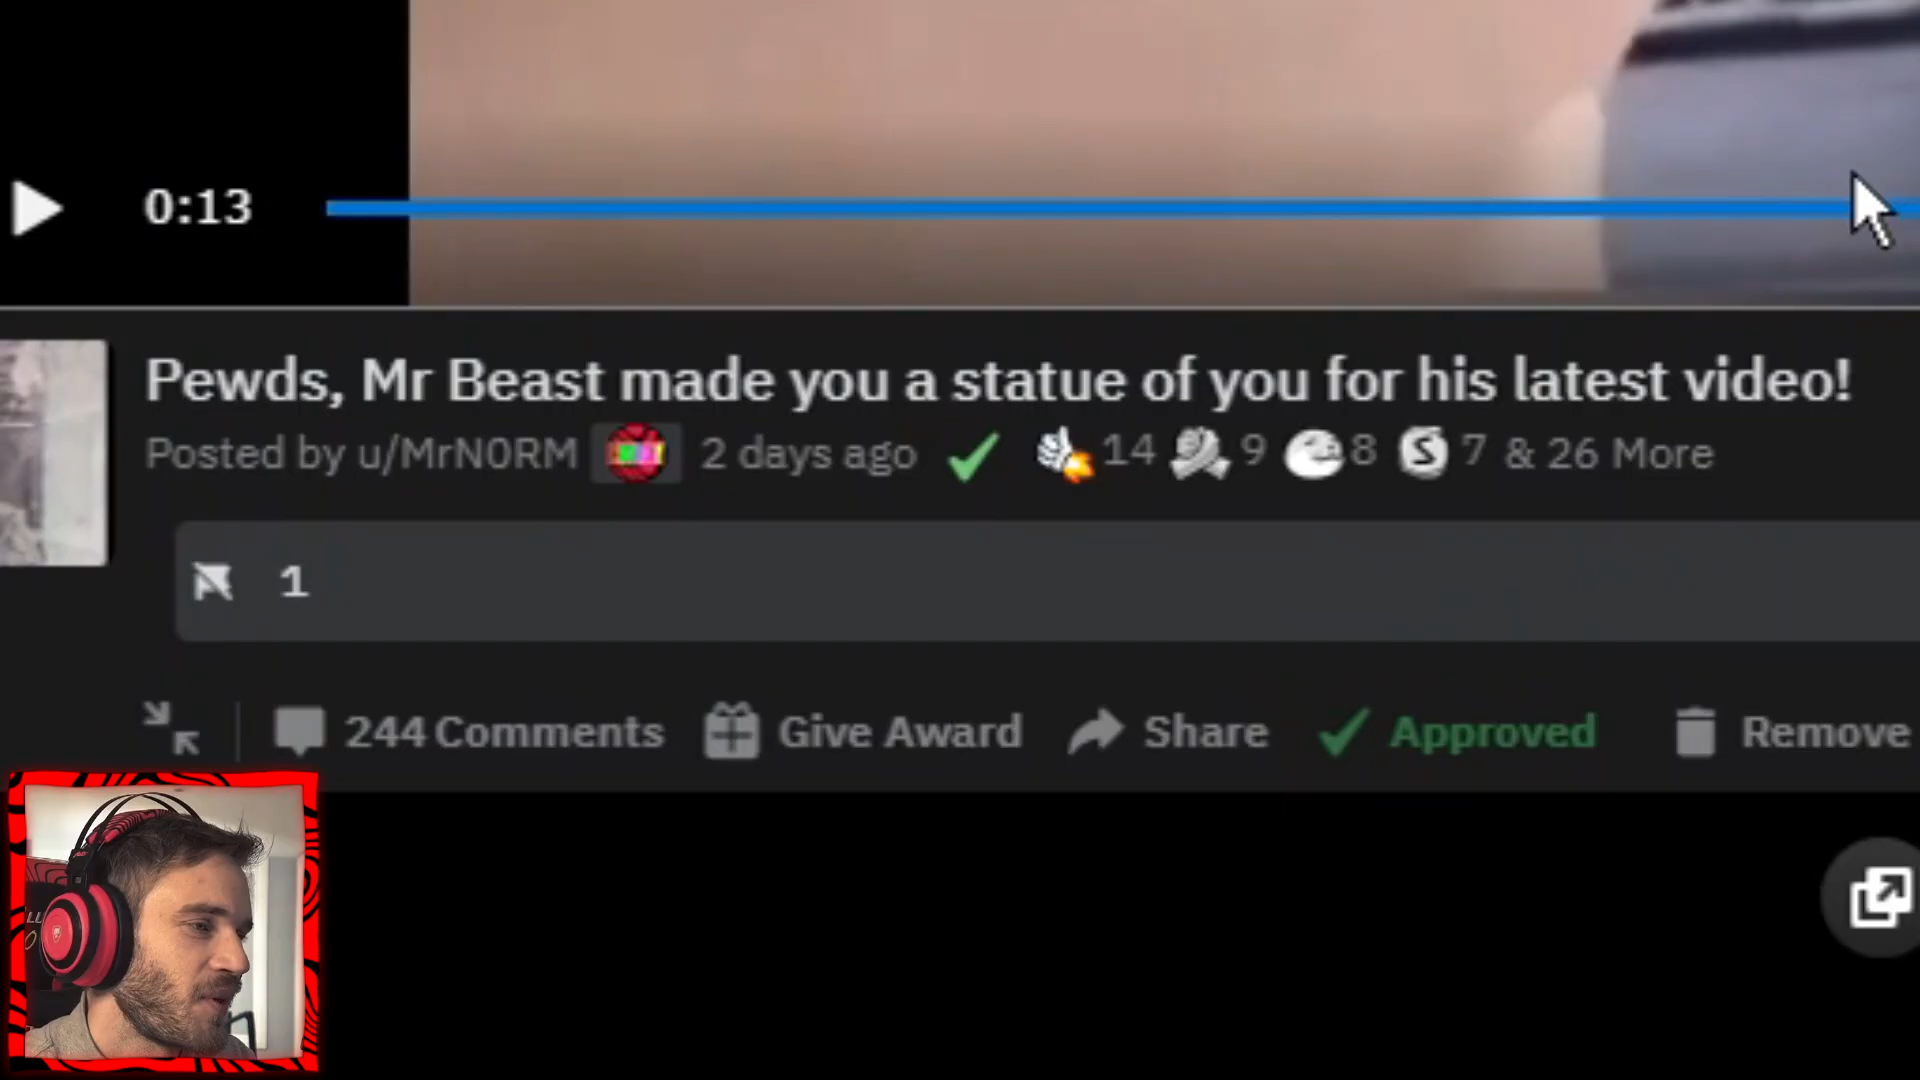 0:13
Pewds, Mr Beast made you a statue of you for his latest video!
Posted by u/MrN0RM 2 days ago 14 9 8 S 7 & 26 More
1
244 Comments Give Award Share Approved Remove